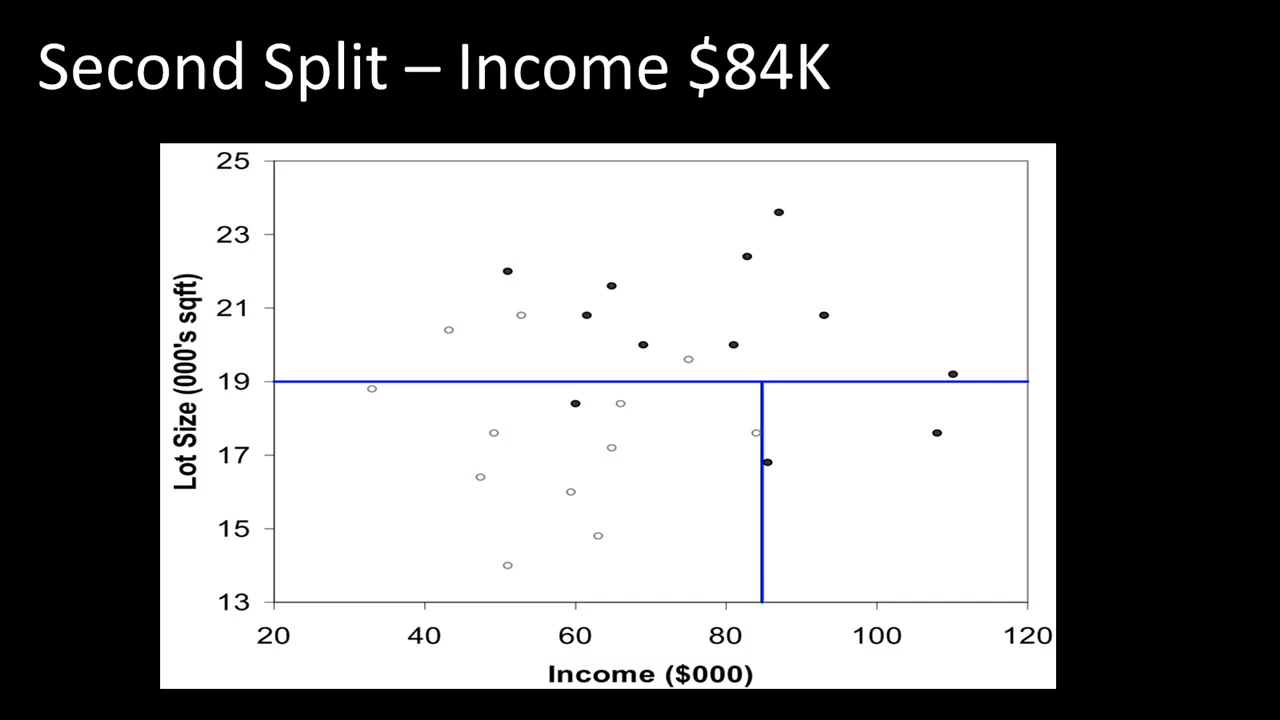 Second Split – Income $84K
25
23
21
19
17
15
13
Lot Size (000's sqft)
20 40 60 80 100 120
Income ($000)